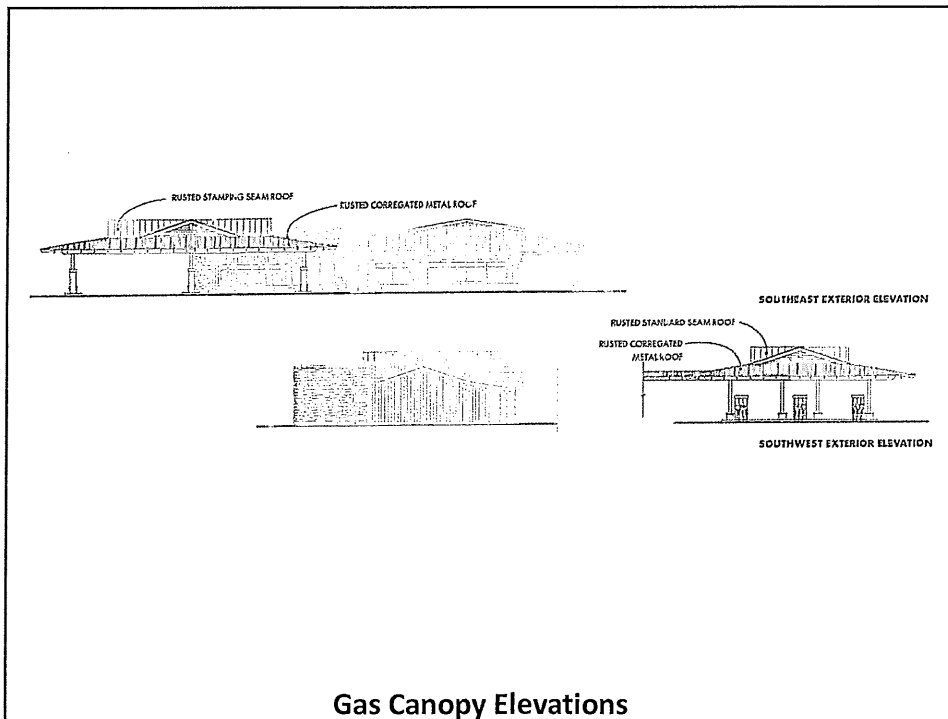 RUSTED STAMPING SEAM ROOF
RUSTED CORREGATED METAL ROOF
SOUTHEAST EXTERIOR ELEVATION
RUSTED STANDARD SEAM ROOF
RUSTED CORREGATED
METAL ROOF
SOUTHWEST EXTERIOR ELEVATION
Gas Canopy Elevations